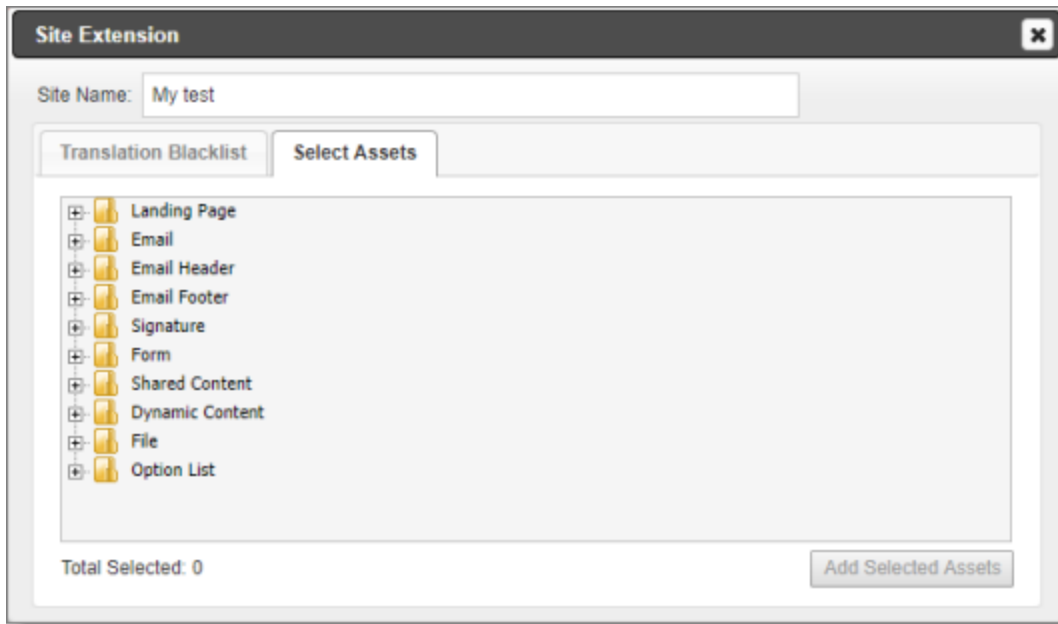 Site Extension
Site Name: My test
Translation Blacklist Select Assets
Landing Page
Email
Email Header
Email Footer
Signature
Form
Shared Content
Dynamic Content
File
Option List
Total Selected: 0 Add Selected Assets